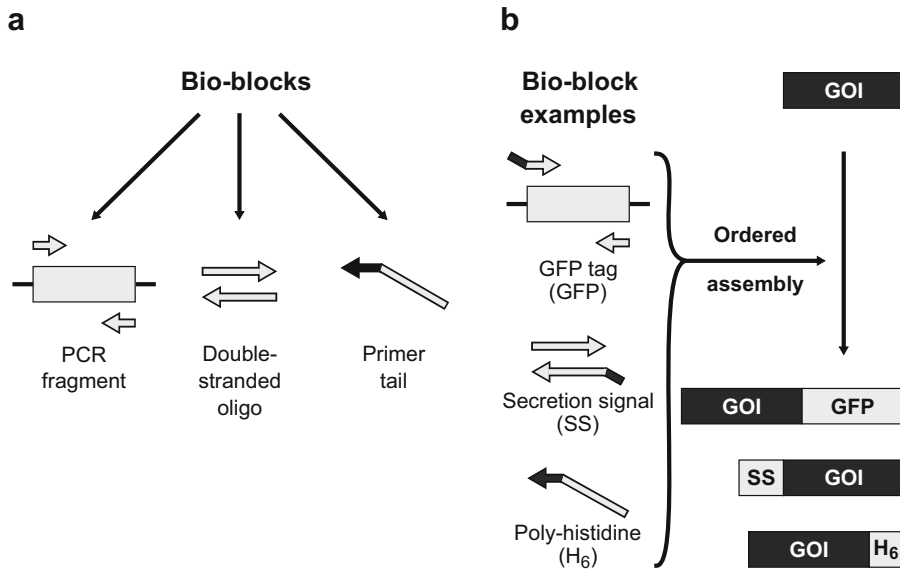 a
Bio-blocks
PCR
fragment
Double-
stranded
oligo
Primer
tail
b
Bio-block
examples
GFP tag
(GFP)
Secretion signal
(SS)
Poly-histidine
(H₆)
Ordered
assembly
GOI
GOI GFP
SS GOI
GOI H₆